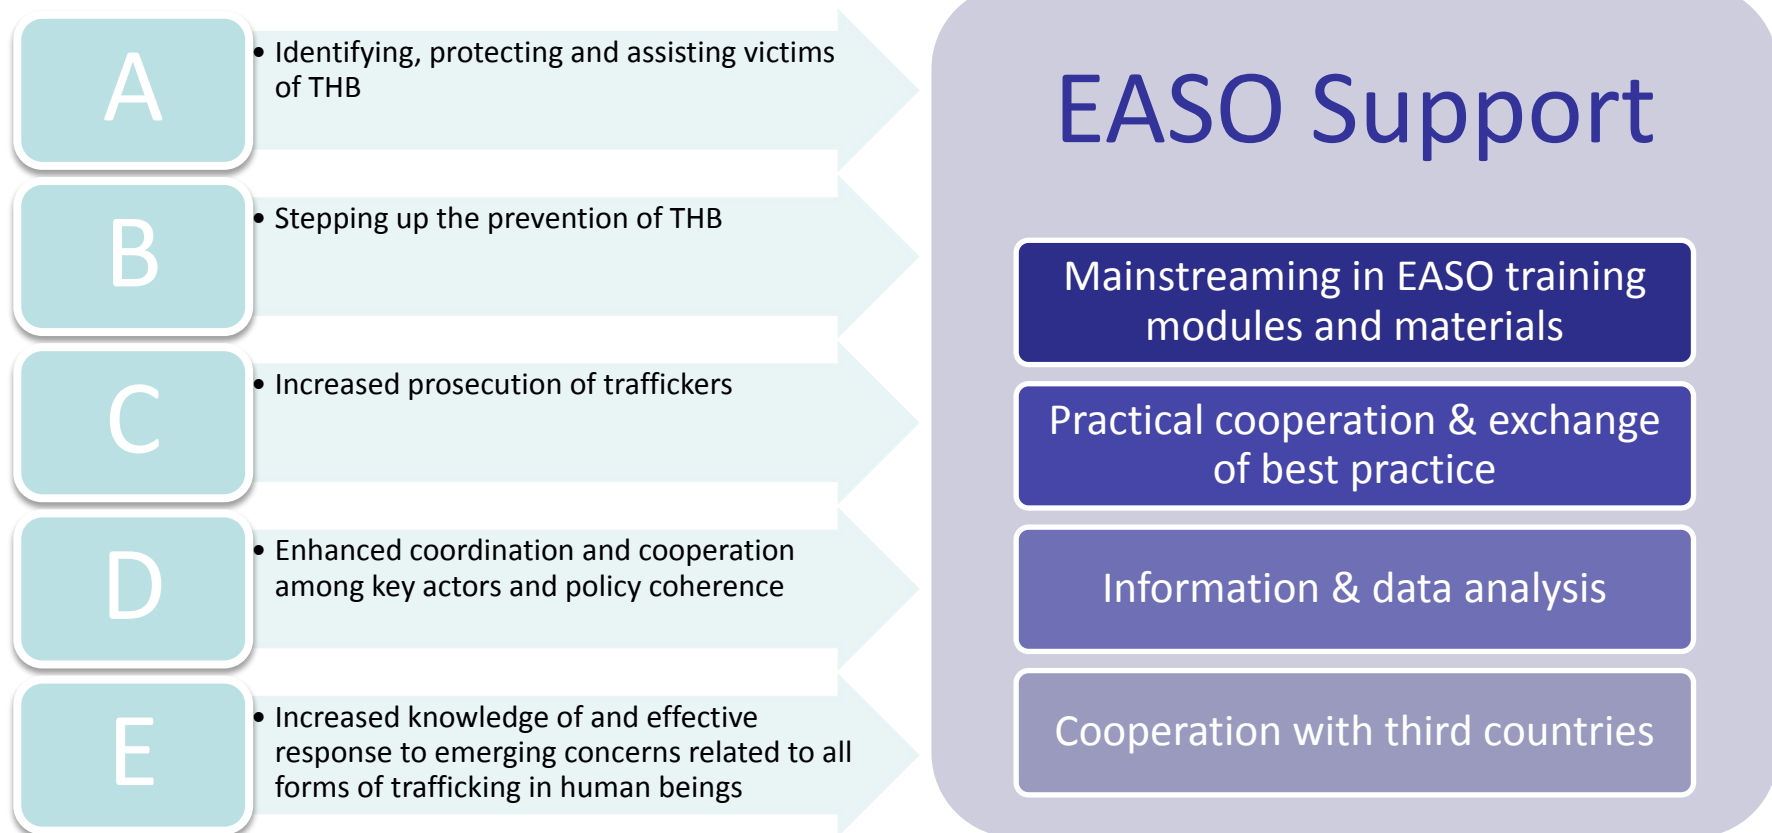 A
• Identifying, protecting and assisting victims
of THB
B
• Stepping up the prevention of THB
C
• Increased prosecution of traffickers
D
• Enhanced coordination and cooperation
among key actors and policy coherence
E
• Increased knowledge of and effective
response to emerging concerns related to all
forms of trafficking in human beings
EASO Support
Mainstreaming in EASO training
modules and materials
Practical cooperation & exchange
of best practice
Information & data analysis
Cooperation with third countries